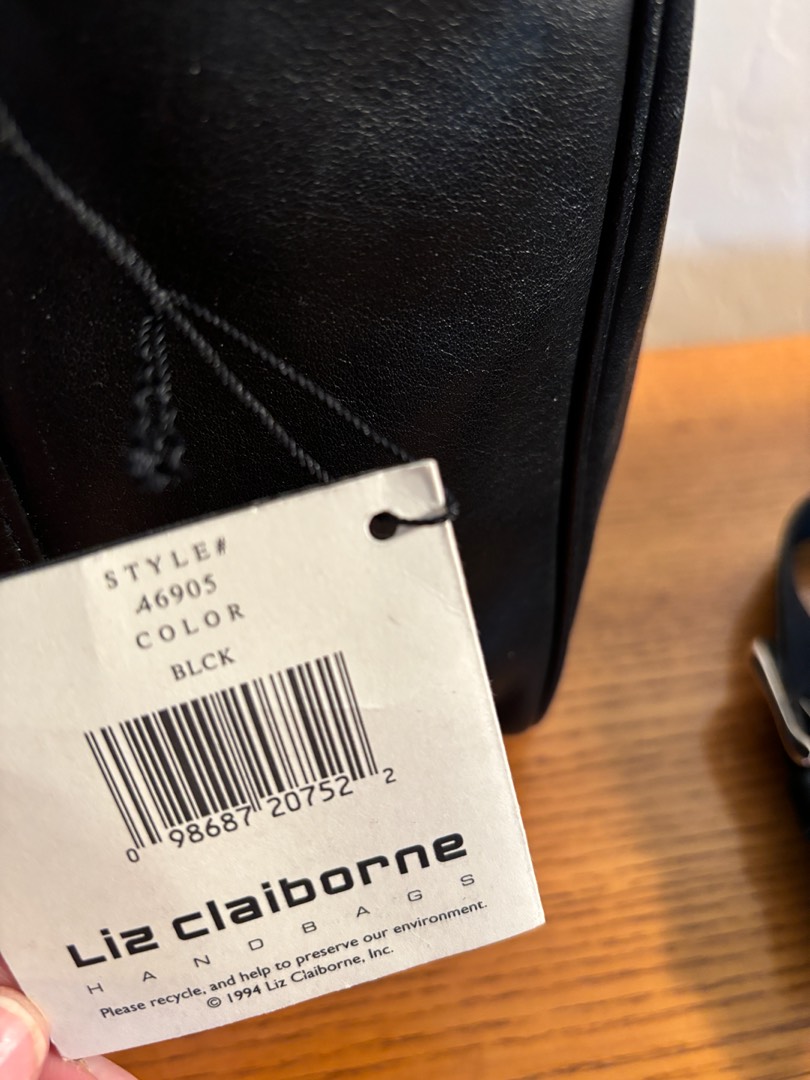 STYLE#
A6905
COLOR
BLCK
0 98687 20752 2
Liz claiborne
HANDBAGS
Please recycle, and help to preserve our environment.
© 1994 Liz Claiborne, Inc.